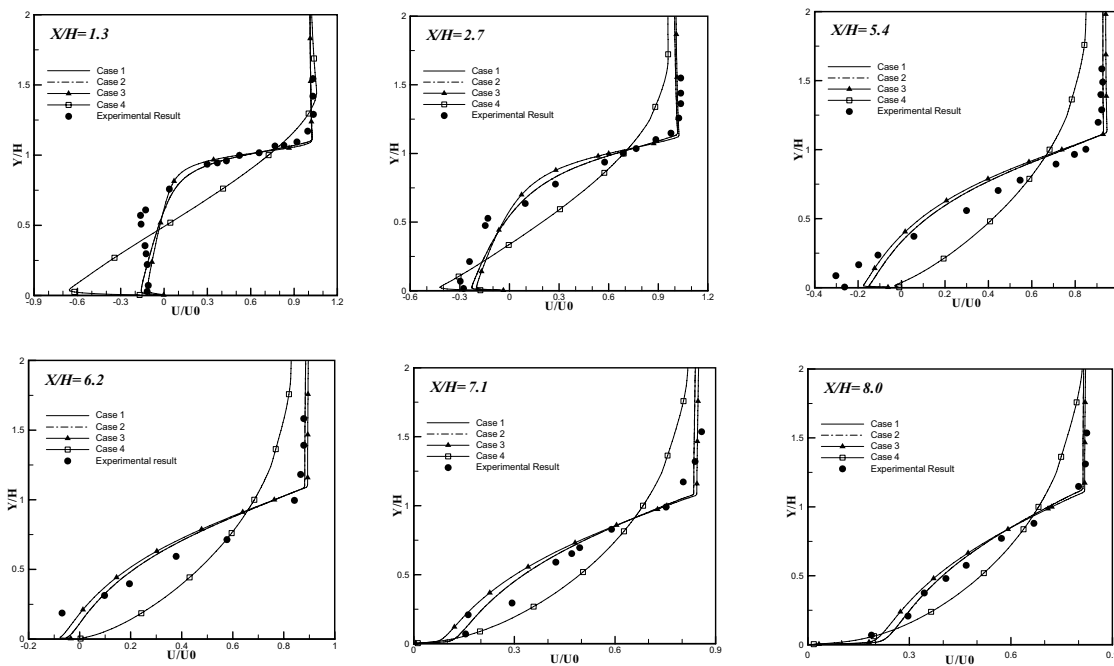 X/H=1.3
Case 1
Case 2
Case 3
Case 4
Experimental Result
Y/H
2
1.5
1
0.5
0
-0.9 -0.6 -0.3 0 0.3 0.6 0.9 1.2
U/U0
X/H=2.7
Case 1
Case 2
Case 3
Case 4
Experimental Result
Y/H
2
1.5
1
0.5
0
-0.6 -0.3 0 0.3 0.6 0.9 1.2
U/U0
X/H=5.4
Case 1
Case 2
Case 3
Case 4
Experimental Result
Y/H
2
1.5
1
0.5
0
-0.4 -0.2 0 0.2 0.4 0.6 0.8
U/U0
X/H=6.2
Case 1
Case 2
Case 3
Case 4
Experimental result
Y/H
2
1.5
1
0.5
0
-0.2 0 0.2 0.4 0.6 0.8 1
U/U0
X/H=7.1
Case 1
Case 2
Case 3
Case 4
Experimental Result
Y/H
2
1.5
1
0.5
0
0 0.3 0.6 0.9
U/U0
X/H=8.0
Case 1
Case 2
Case 3
Case 4
Experimental Result
Y/H
2
1.5
1
0.5
0
0 0.3 0.6 0.9
U/U0